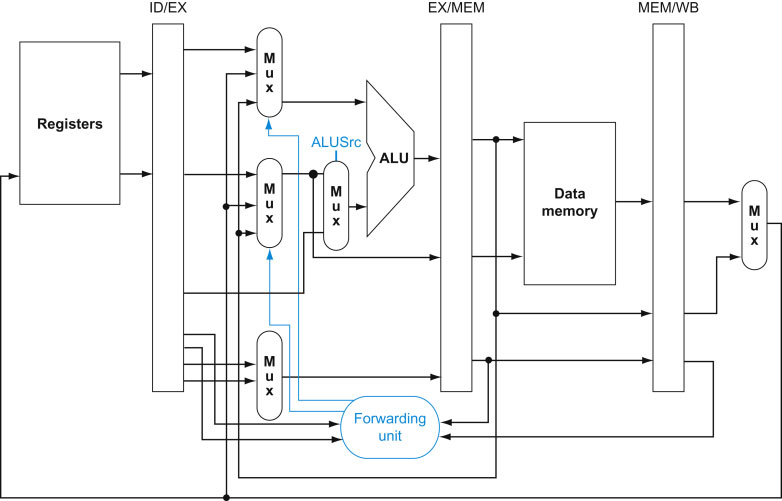 ID/EX
EX/MEM
MEM/WB
Registers
M
u
x
ALUSrc
M
u
x
M
u
x
ALU
Data
memory
M
u
x
M
u
x
Forwarding
unit